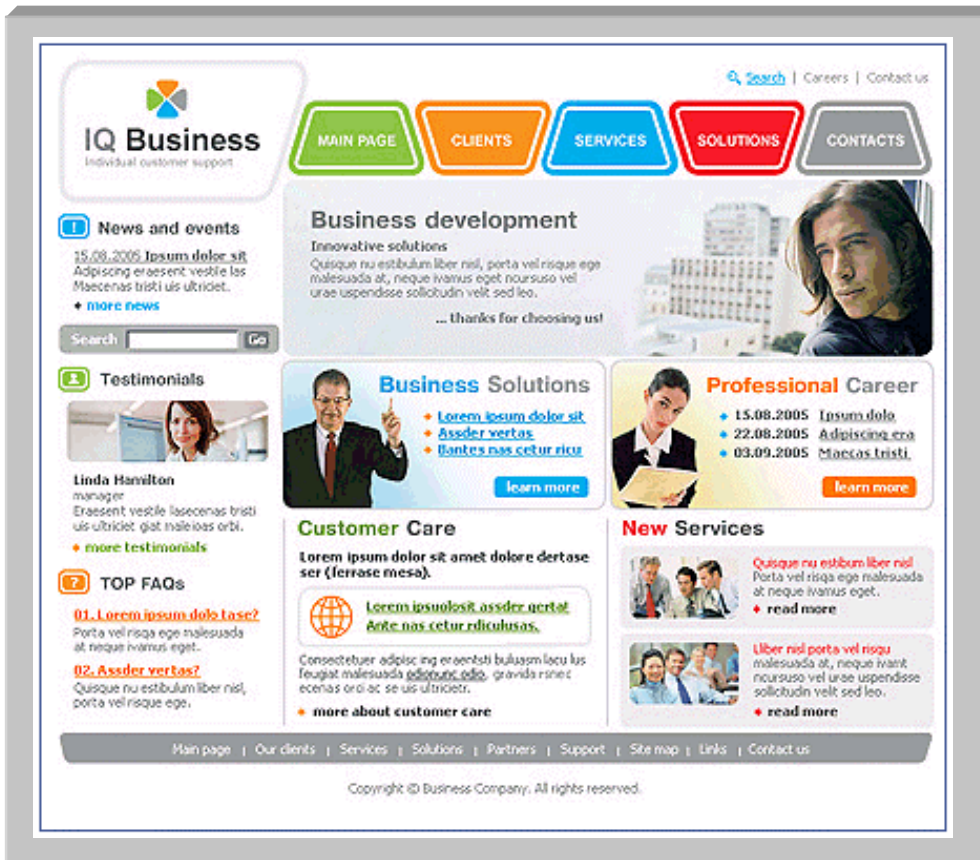 Search | Careers | Contact us
IQ Business
Individual customer support
MAIN PAGE
CLIENTS
SERVICES
SOLUTIONS
CONTACTS
News and events
15.08.2005 Ipsum dolor sit
Adipiscing eraesent vestile las
Maecenas tristi uis ultriciet.
more news
Search
Go
Testimonials
Linda Hamilton
manager
Eraesent vestile lasecenas tristi
uis ultriciet giat maleioas orbi.
more testimonials
TOP FAQs
01. Lorem ipsum dolo tase?
Porta vel risqa ege malesuada
at neque ivamus eget.
02. Assder vertas?
Quisque nu estibulum liber nisl,
porta vel risque ege.
Business development
Innovative solutions
Quisque nu estibulum liber nisl, porta vel risque ege
malesuada at, neque ivamus eget ncursuso vel
urae uspendisse solicitudin velit sed leo.
... thanks for choosing us!
Business Solutions
Lorem ipsum dolor sit
Assder vertas
Bantes nas cetur ricu
learn more
Professional Career
15.08.2005 Ipsum dolo
22.08.2005 Adipiscing era
03.09.2005 Maecas tristi
learn more
Customer Care
Lorem ipsum dolor sit amet dolore dertase
ser (ferrase mesa).
Lorem ipsuolosit assder qertat
Ante nas cetur rdiculusas.
Consectetuer adipisc ing eraentsti buluasm lacu lus
feugiat malesuada odionunc odio, gravida
ecenas orci ac se uis ultricietr.
more about customer care
New Services
Quisque nu estibum liber nisl
Porta vel risqa ege malesuada
at neque ivamus eget.
read more
Lliber nisl porta vel risqu
malesuada at, neque ivamt
ncursuso vel urae uspendisse
sollicitudin velit sed leo.
read more
Main page | Our clients | Services | Solutions | Partners | Support | Site map | Links | Contact us
Copyright © Business Company. All rights reserved.